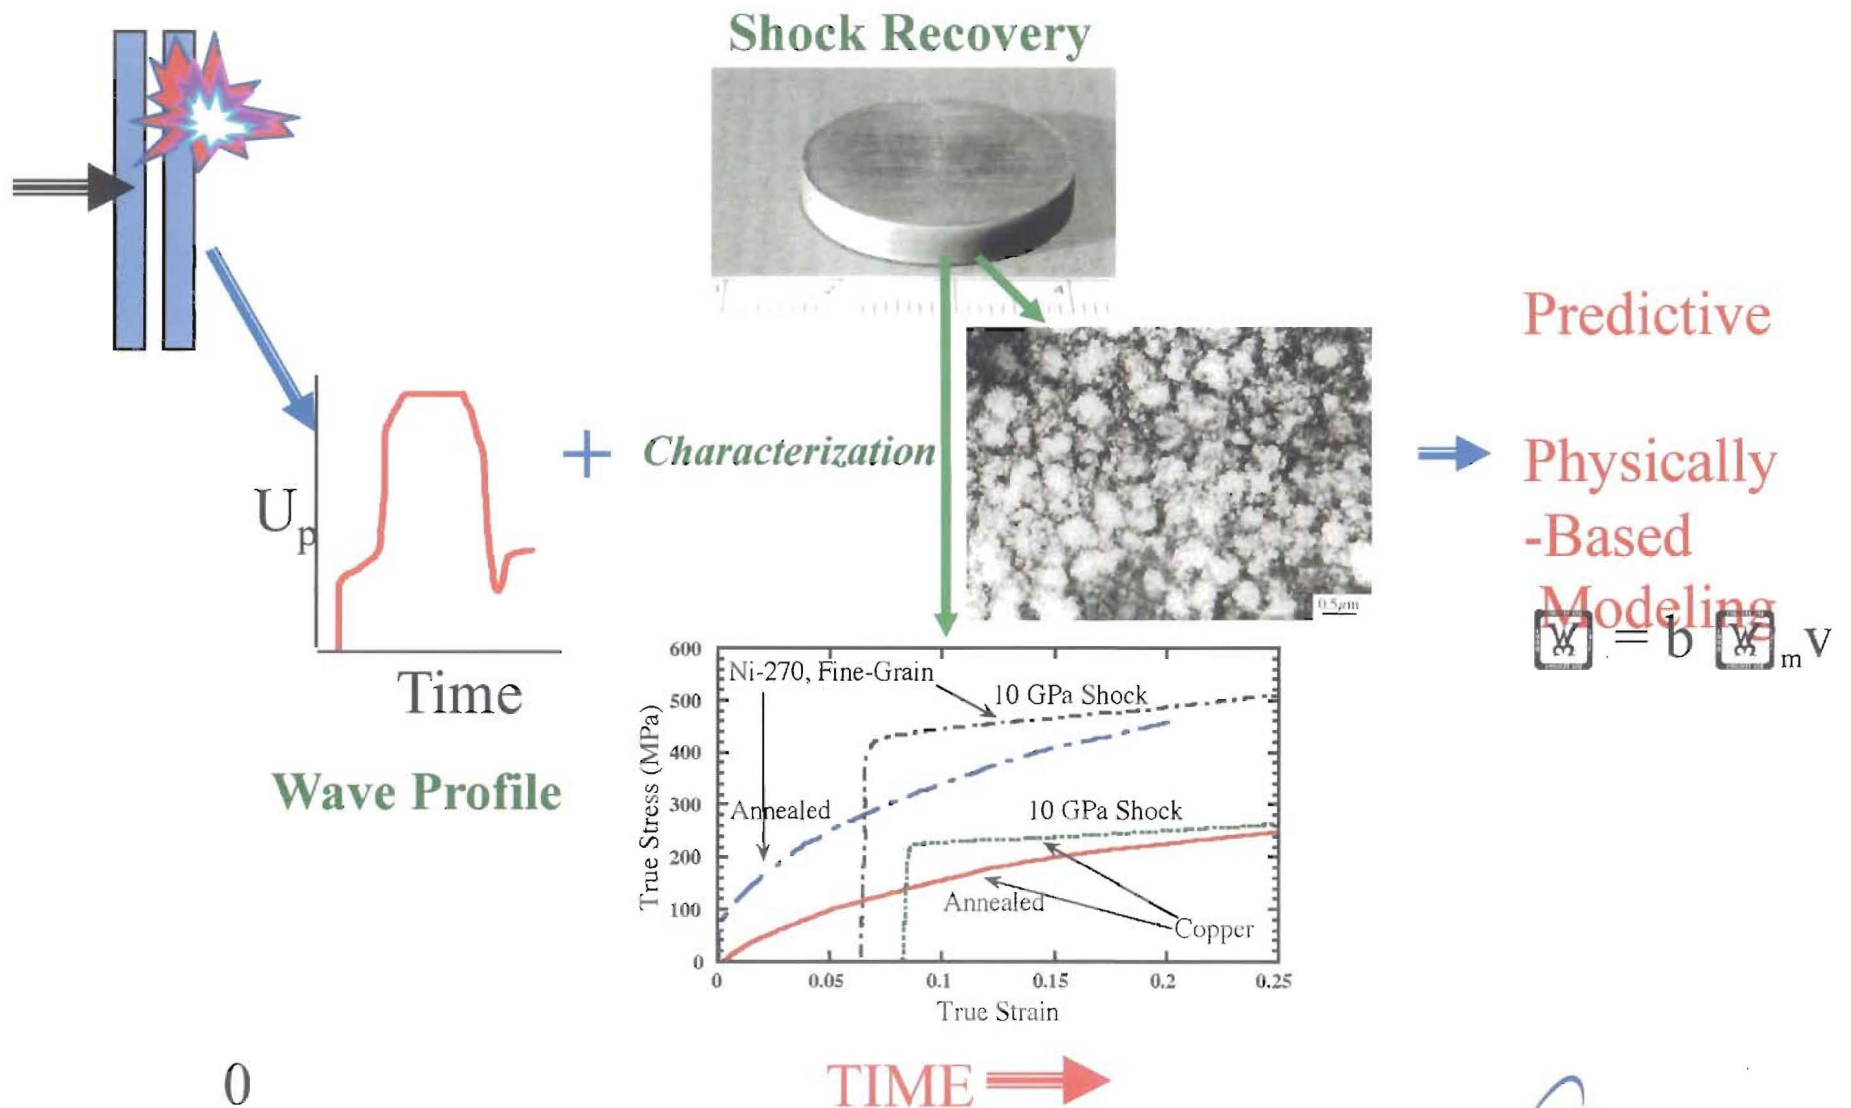 Shock Recovery
Predictive
Physically
-Based
Modeling
= b
m v
+
Characterization
0.5μm
U
p
Time
Wave Profile
600
500
400
300
200
100
0
True Stress (MPa)
Ni-270, Fine-Grain
10 GPa Shock
Annealed
10 GPa Shock
Annealed
Copper
0
0.05
0.1
0.15
0.2
0.25
True Strain
0
TIME